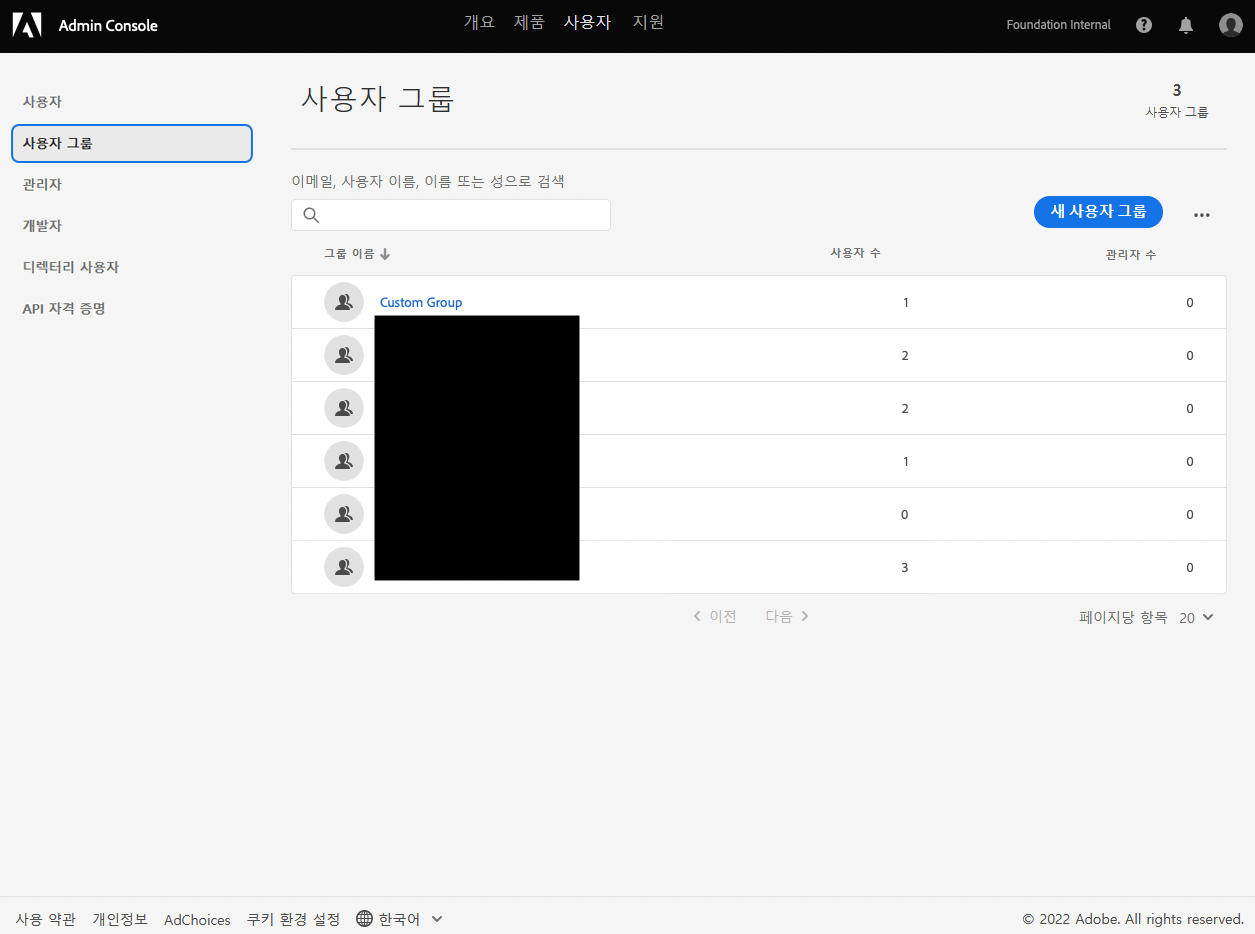 Admin Console
개요 제품 사용자 지원
Foundation Internal
사용자
사용자 그룹
관리자
개발자
디렉터리 사용자
API 자격 증명
사용자 그룹
3
사용자 그룹
이메일, 사용자 이름, 이름 또는 성으로 검색
새 사용자 그룹
그룹 이름 사용자 수 관리자 수
Custom Group 1 0
2 0
2 0
1 0
0 0
3 0
이전 다음
페이지당 항목 20
사용 약관 개인정보 AdChoices 쿠키 환경 설정 한국어
© 2022 Adobe. All rights reserved.